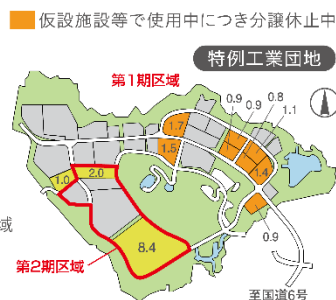 仮設施設等で使用中につき分譲休止中
特例工業団地
第1期区域
0.9
0.9
0.8
1.1
1.7
1.5
1.4
1.0
2.0
域
8.4
0.9
第2期区域
至国道6号